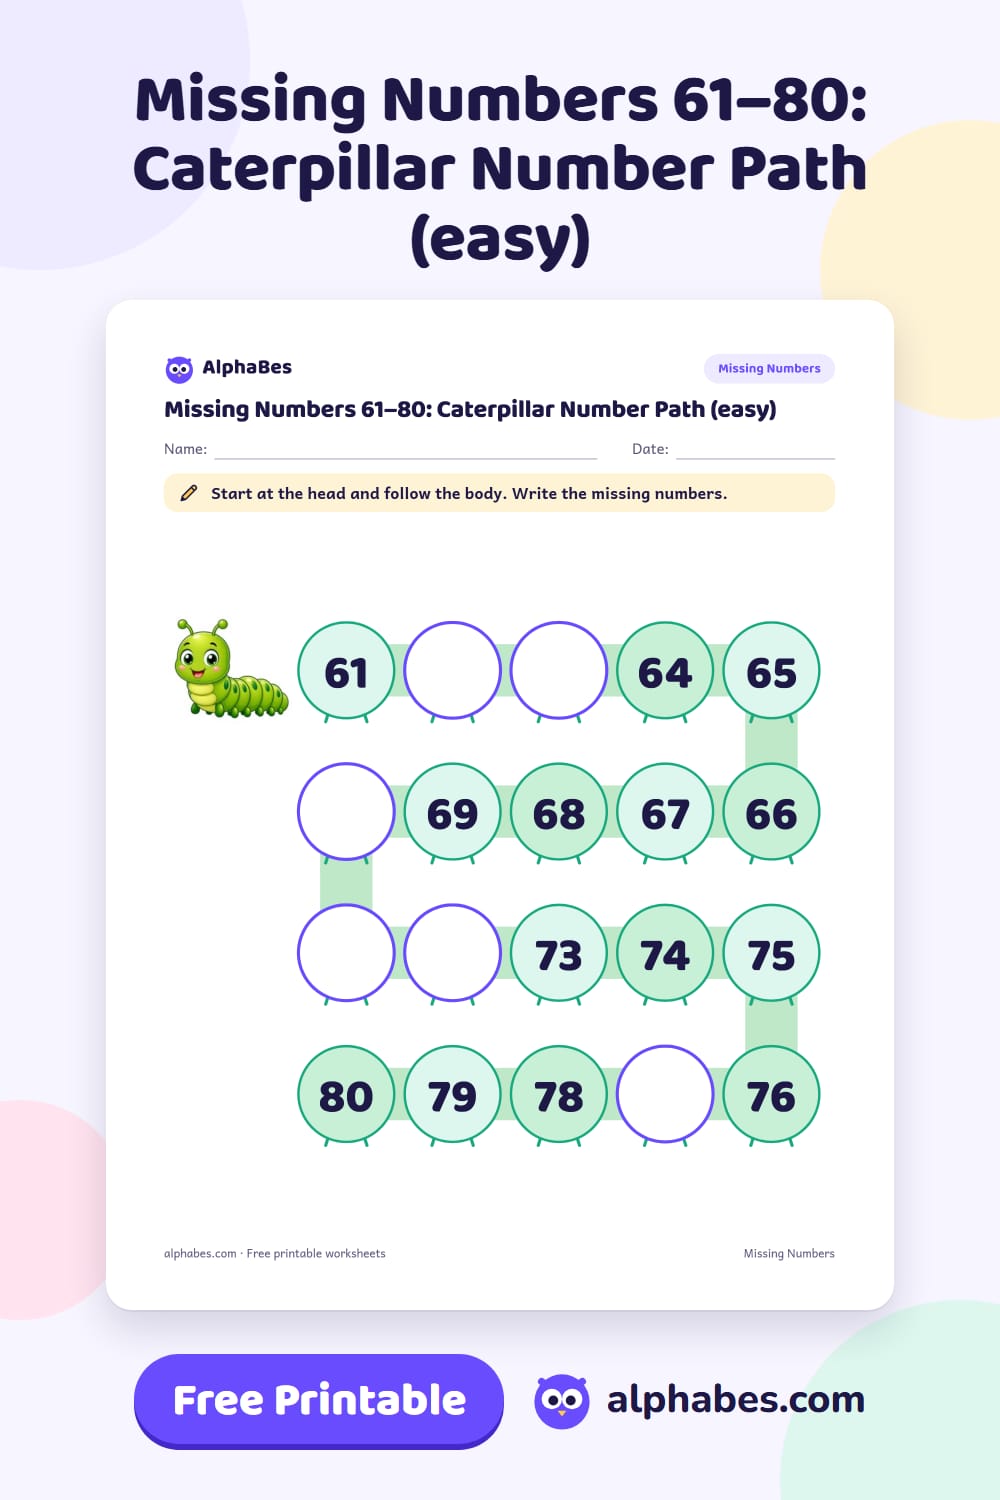 Missing Numbers 61–80:
Caterpillar Number Path
(easy)
AlphaBes
Missing Numbers
Missing Numbers 61–80: Caterpillar Number Path (easy)
Name:
Date:
Start at the head and follow the body. Write the missing numbers.
61 64 65
69 68 67 66
73 74 75
80 79 78 76
alphabes.com · Free printable worksheets
Missing Numbers
Free Printable
alphabes.com